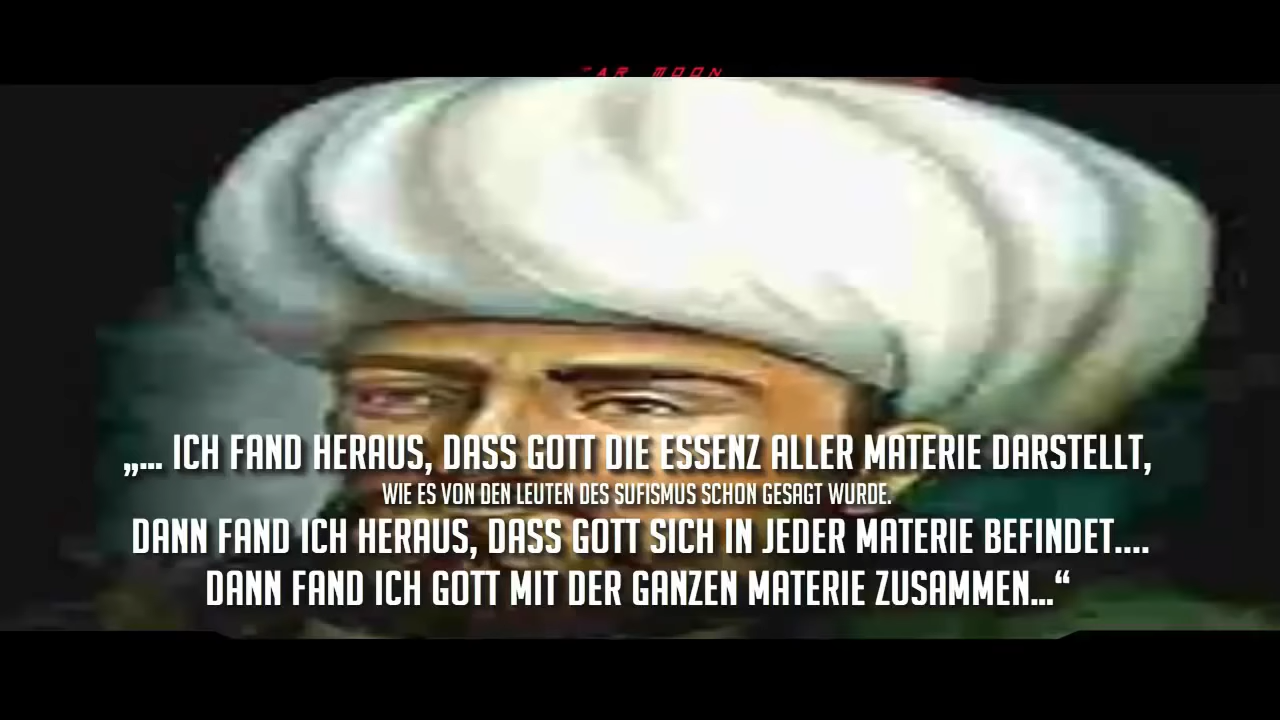 MOON
„... ICH FAND HERAUS, DASS GOTT DIE ESSENZ ALLER MATERIE DARSTELLT,
WIE ES VON DEN LEUTEN DES SUFISMUS SCHON GESAGT WURDE.
DANN FAND ICH HERAUS, DASS GOTT SICH IN JEDER MATERIE BEFINDET....
DANN FAND ICH GOTT MIT DER GANZEN MATERIE ZUSAMMEN...“